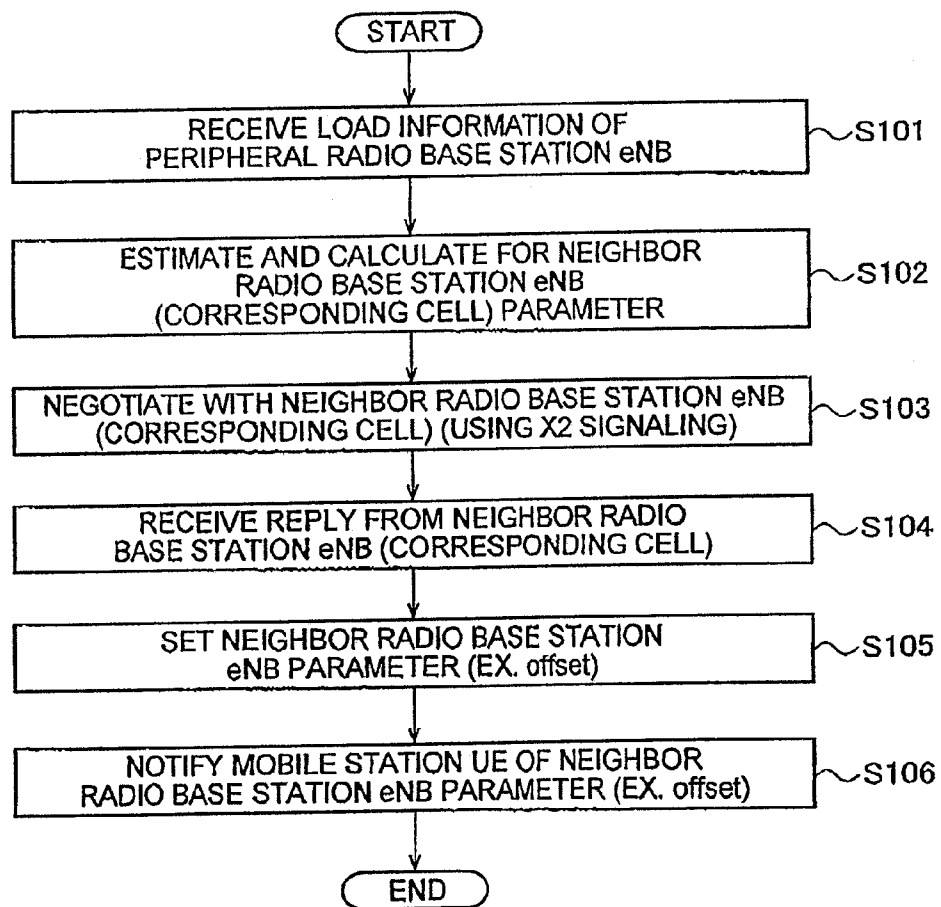 START
RECEIVE LOAD INFORMATION OF
PERIPHERAL RADIO BASE STATION eNB
S101
ESTIMATE AND CALCULATE FOR NEIGHBOR
RADIO BASE STATION eNB
(CORRESPONDING CELL) PARAMETER
S102
NEGOTIATE WITH NEIGHBOR RADIO BASE STATION eNB
(CORRESPONDING CELL) (USING X2 SIGNALING)
S103
RECEIVE REPLY FROM NEIGHBOR RADIO
BASE STATION eNB (CORRESPONDING CELL)
S104
SET NEIGHBOR RADIO BASE STATION
eNB PARAMETER (EX. offset)
S105
NOTIFY MOBILE STATION UE OF NEIGHBOR
RADIO BASE STATION eNB PARAMETER (EX. offset)
S106
END